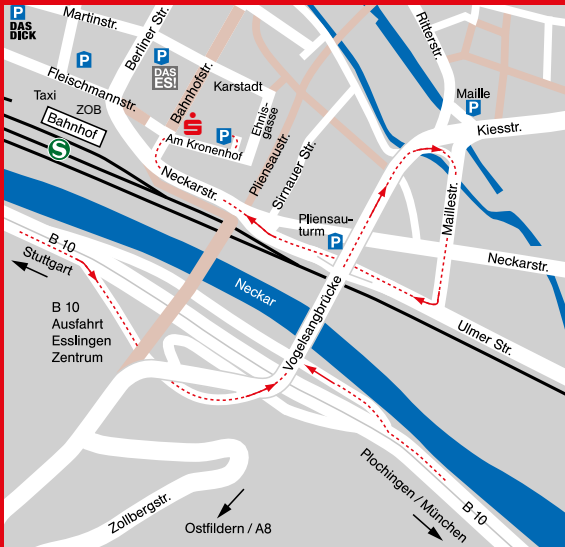 P
DAS
DICK
Martinstr.
Berliner Str.
P
DAS
ES!
P
Fleischmannstr.
Bahnhofstr.
Karstadt
Ritterstr.
Maille
P
Kiesstr.
Taxi
ZOB
Bahnhof
S
S
P
Am Kronenhof
Ehnis-
gasse
Pliensaustr.
Sirnauer Str.
Neckarstr.
Pliensau-
turm
P
Maillestr.
Neckarstr.
B 10
Stuttgart
B 10
Ausfahrt
Esslingen
Zentrum
Neckar
Vogelsangbrücke
Ulmer Str.
Zollbergstr.
Ostfildern / A8
Plochingen / München
B 10